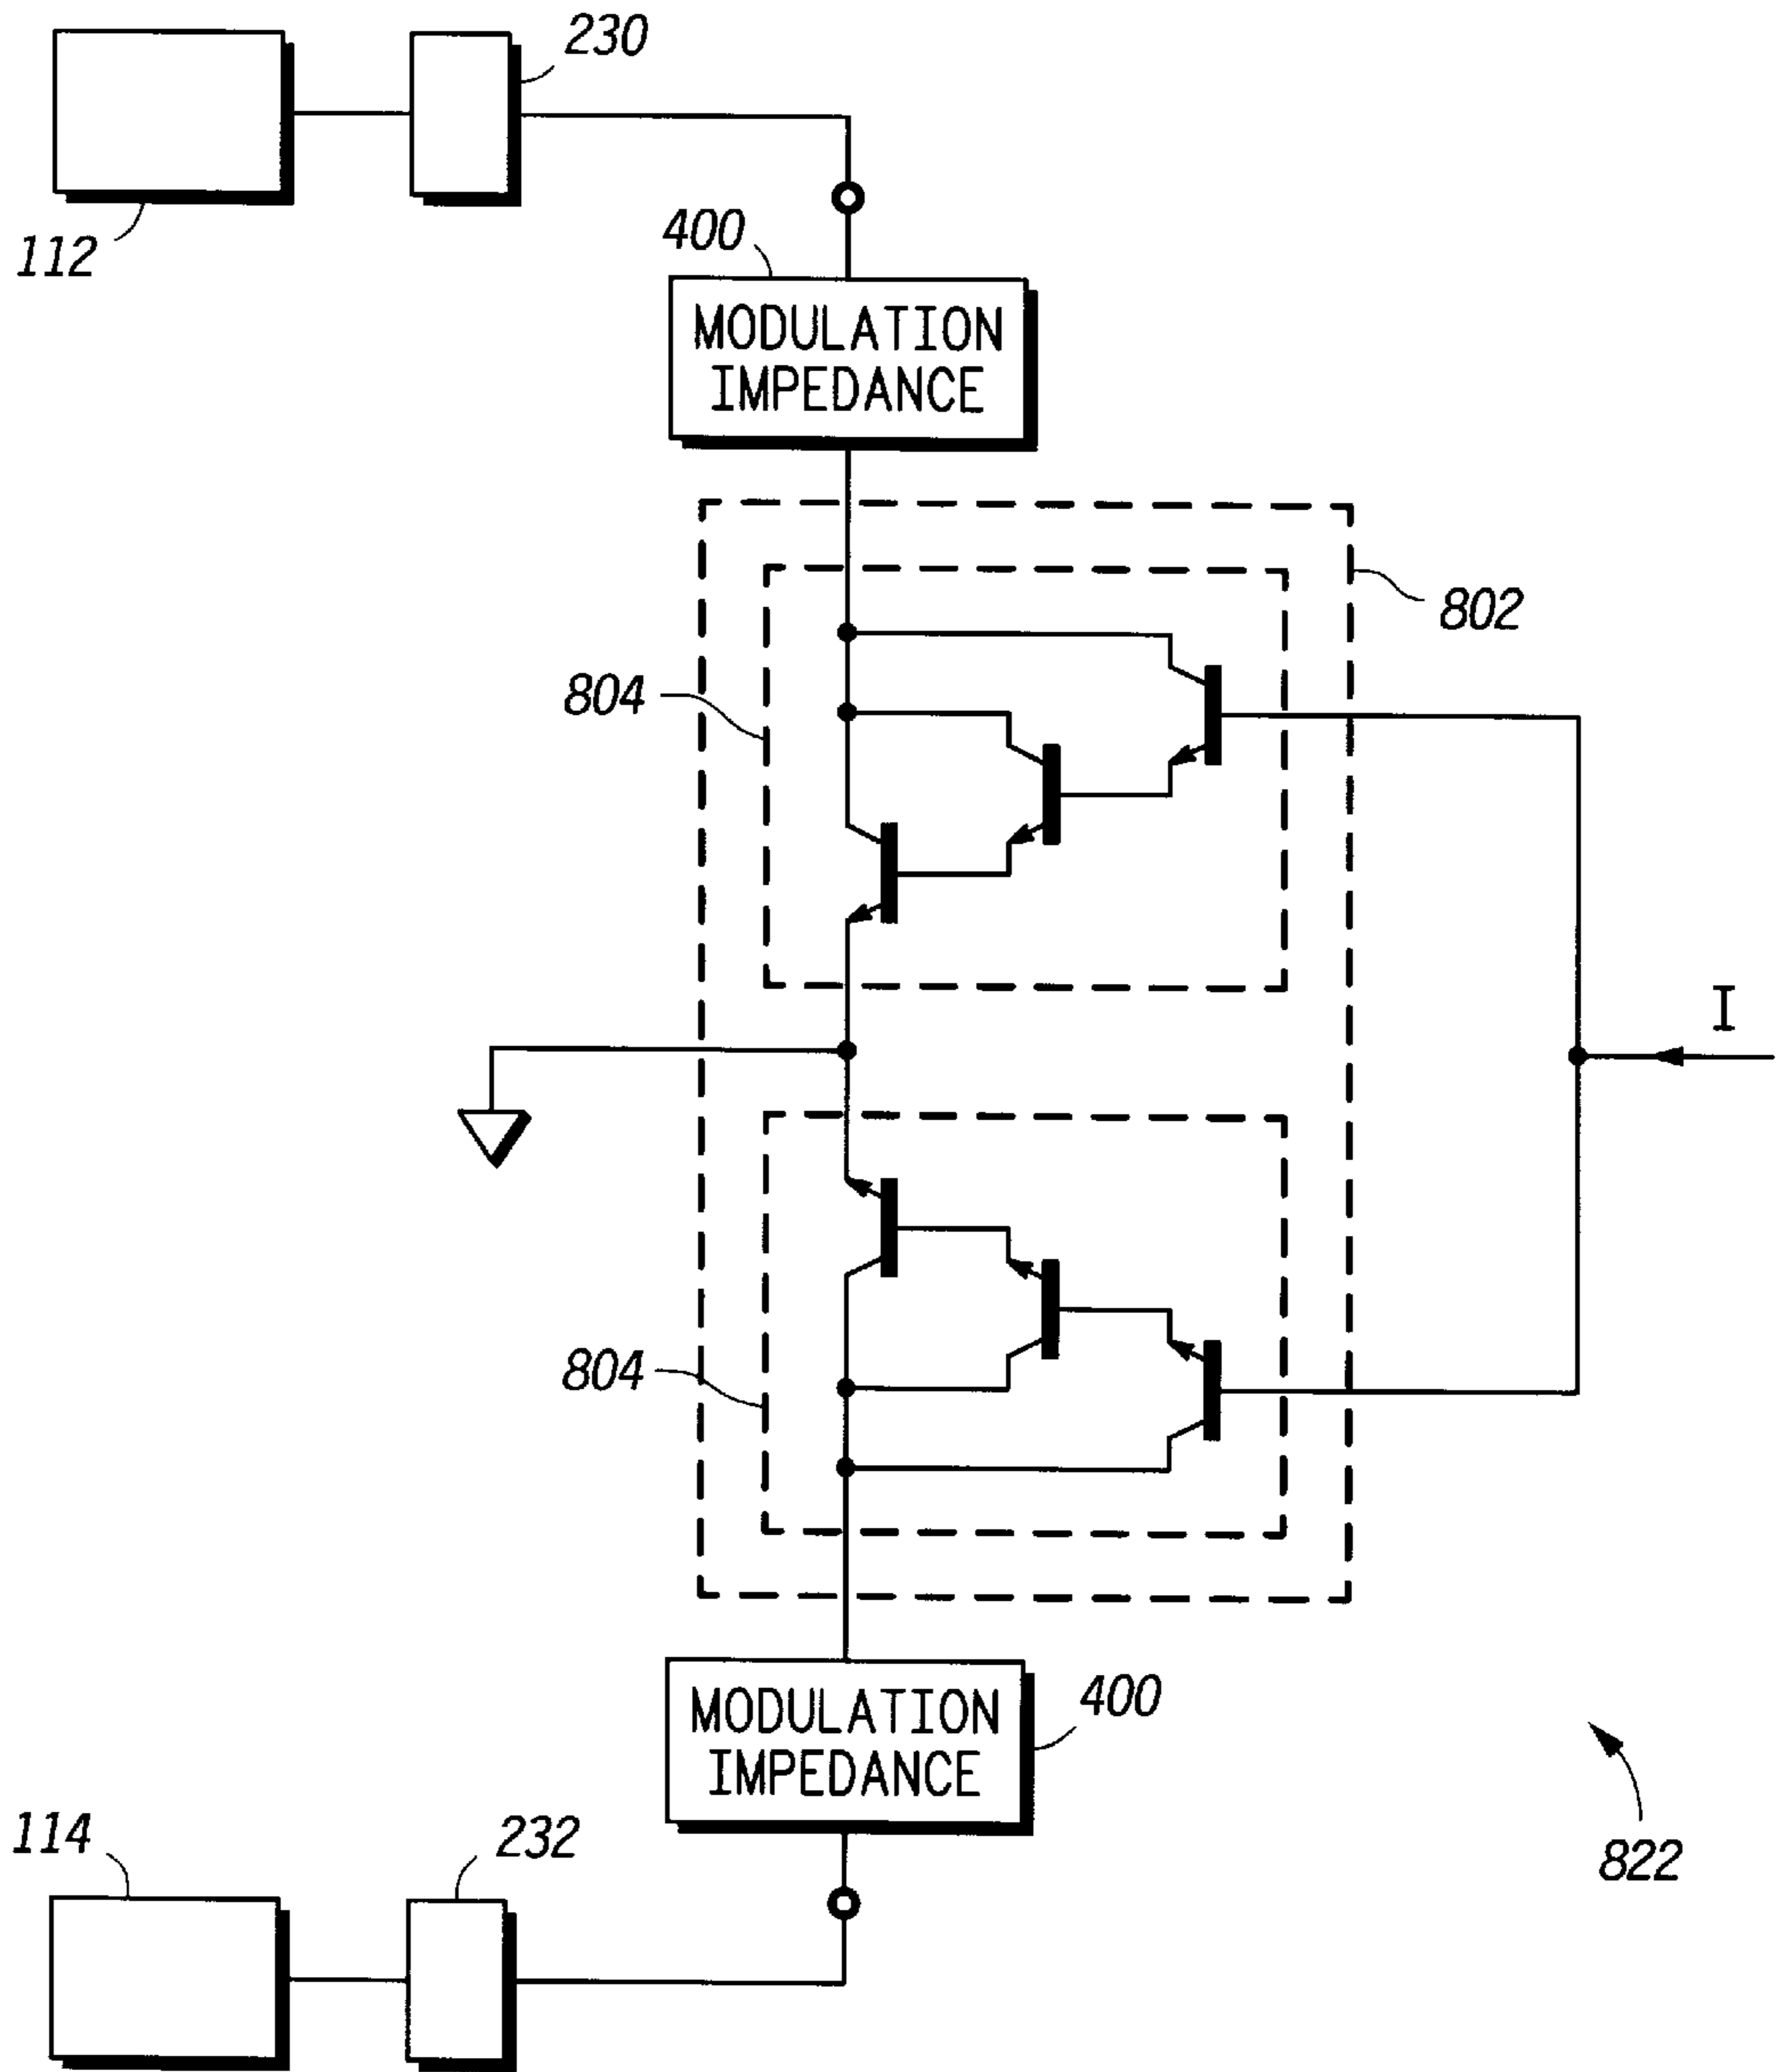 230
112
400
MODULATION
IMPEDANCE
802
804
I
804
MODULATION
IMPEDANCE
400
114
232
822